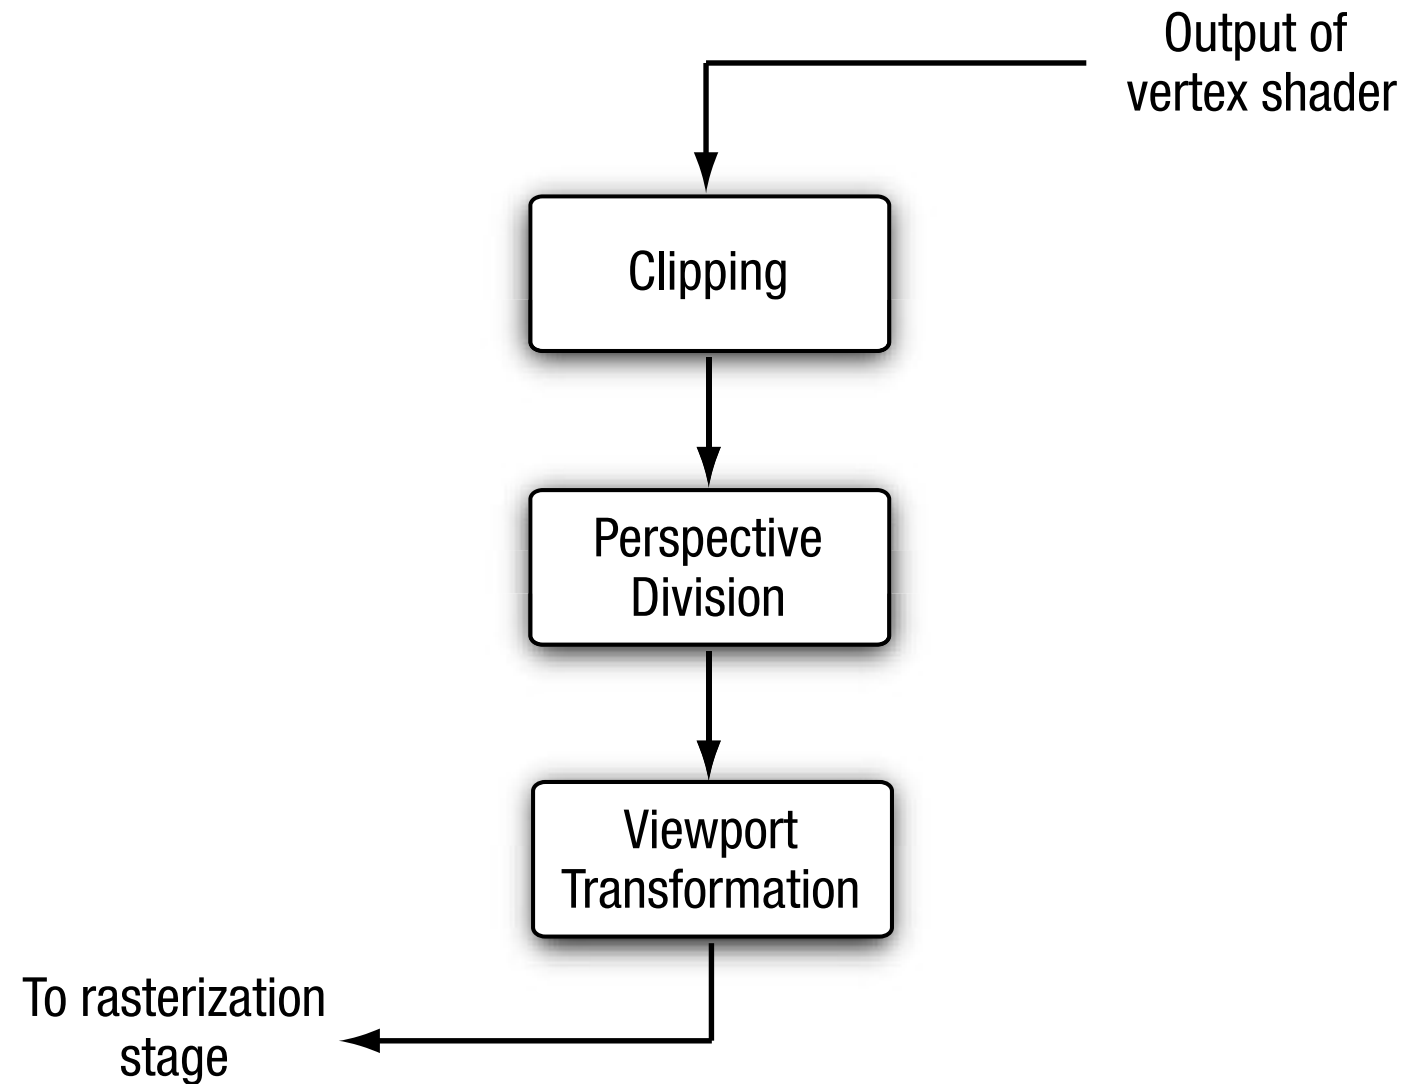 Output of
vertex shader
Clipping
Perspective
Division
Viewport
Transformation
To rasterization
stage